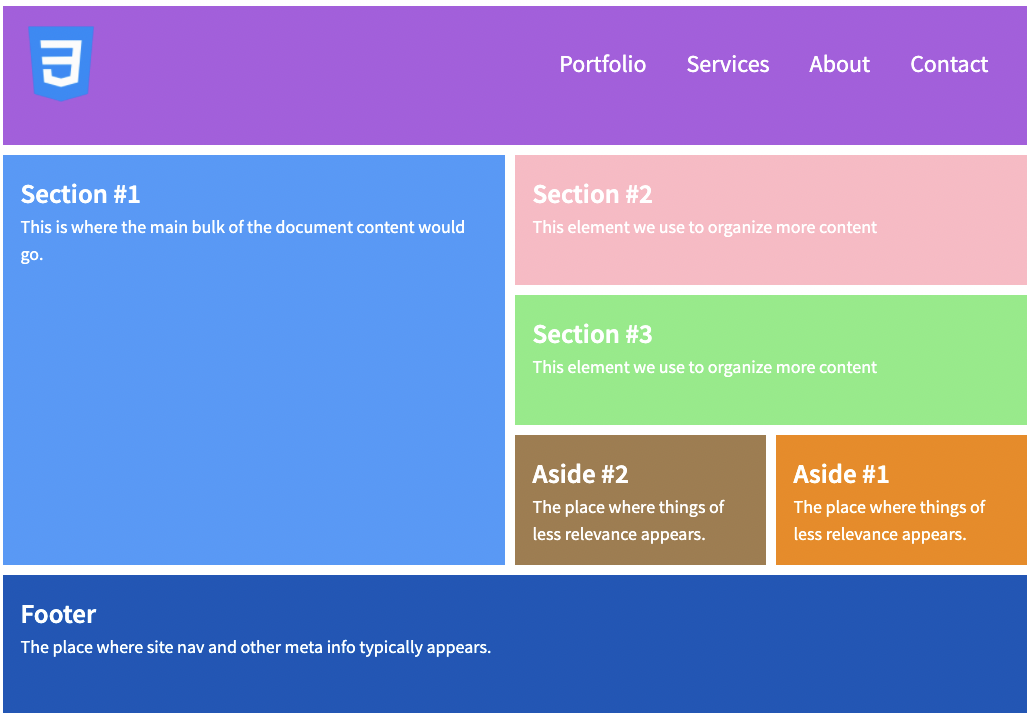 Portfolio Services About Contact
Section #1
This is where the main bulk of the document content would
go.
Section #2
This element we use to organize more content
Section #3
This element we use to organize more content
Aside #2
The place where things of
less relevance appears.
Aside #1
The place where things of
less relevance appears.
Footer
The place where site nav and other meta info typically appears.